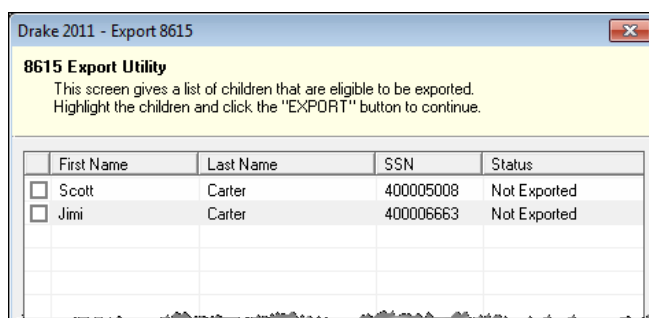 Drake 2011 - Export 8615
8615 Export Utility
This screen gives a list of children that are eligible to be exported.
Highlight the children and click the "EXPORT" button to continue.
First Name Last Name SSN Status
Scott Carter 400005008 Not Exported
Jimi Carter 400006663 Not Exported